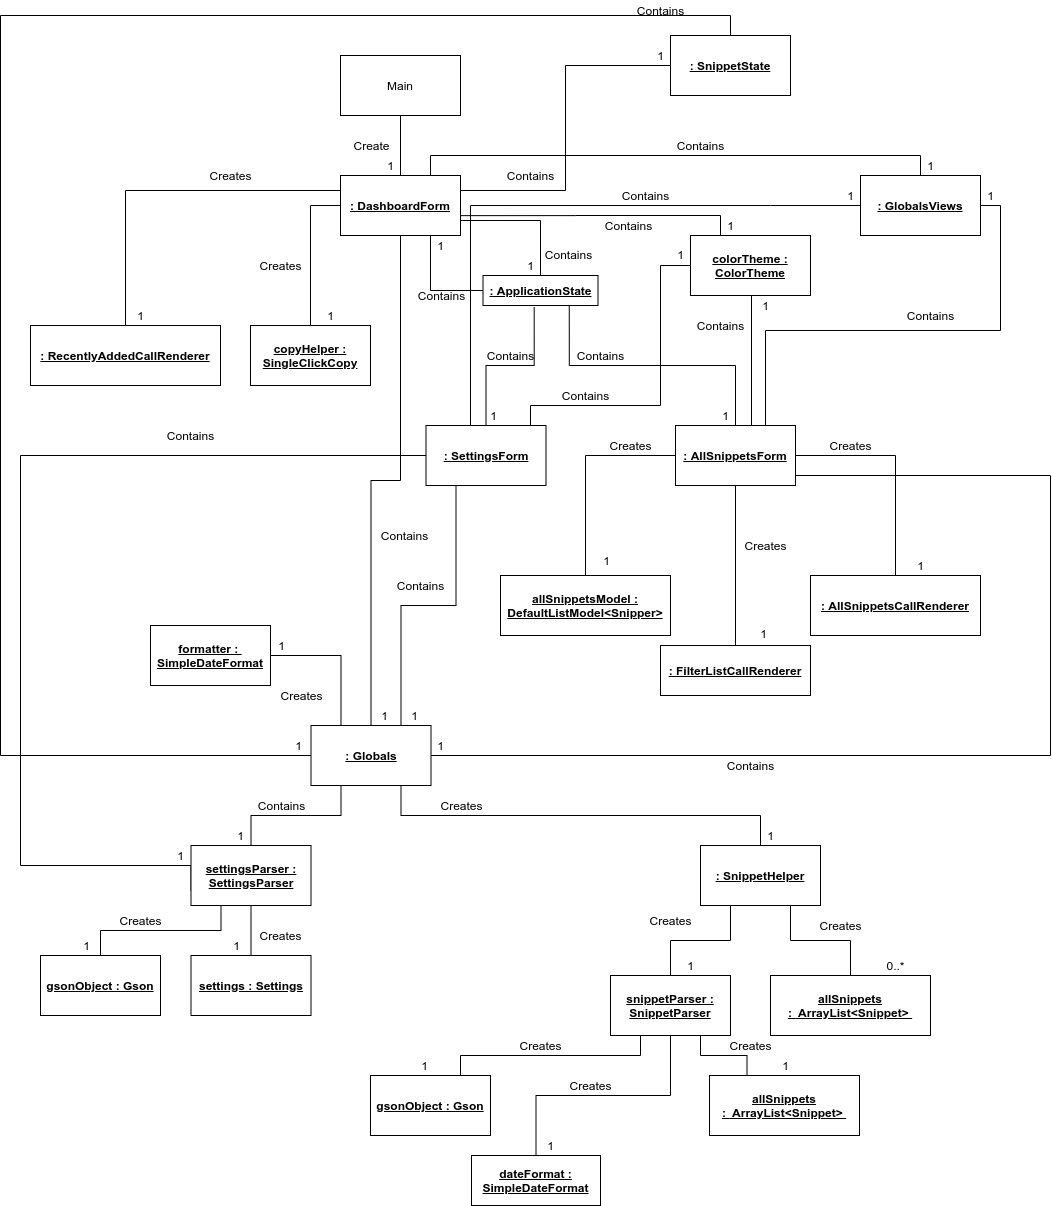 Contains
1
: SnippetState
Main
Create
1
Contains
1
Creates
Contains
Contains
1
1
: DashboardForm
: GlobalsViews
Contains
1
1
Contains
1
colorTheme :
ColorTheme
Creates
1
Contains
: ApplicationState
1
1
1
Contains
Contains
: RecentlyAddedCallRenderer
copyHelper :
SingleClickCopy
Contains
Contains
Contains
1
1
Contains
Creates
Creates
: SettingsForm
: AllSnippetsForm
Contains
Creates
1
1
Contains
allSnippetsModel :
DefaultListModel<Snipper>
: AllSnippetsCallRenderer
1
formatter :
SimpleDateFormat
1
: FilterListCallRenderer
Creates
1
1
1
1
: Globals
Contains
Contains
Creates
1
1
1
settingsParser :
SettingsParser
: SnippetHelper
Creates
Creates
Creates
Creates
1
1
1
0..*
gsonObject : Gson
settings : Settings
snippetParser :
SnippetParser
allSnippets
: ArrayList<Snippet>
Creates
Creates
1
1
Creates
gsonObject : Gson
allSnippets
: ArrayList<Snippet>
1
dateFormat :
SimpleDateFormat